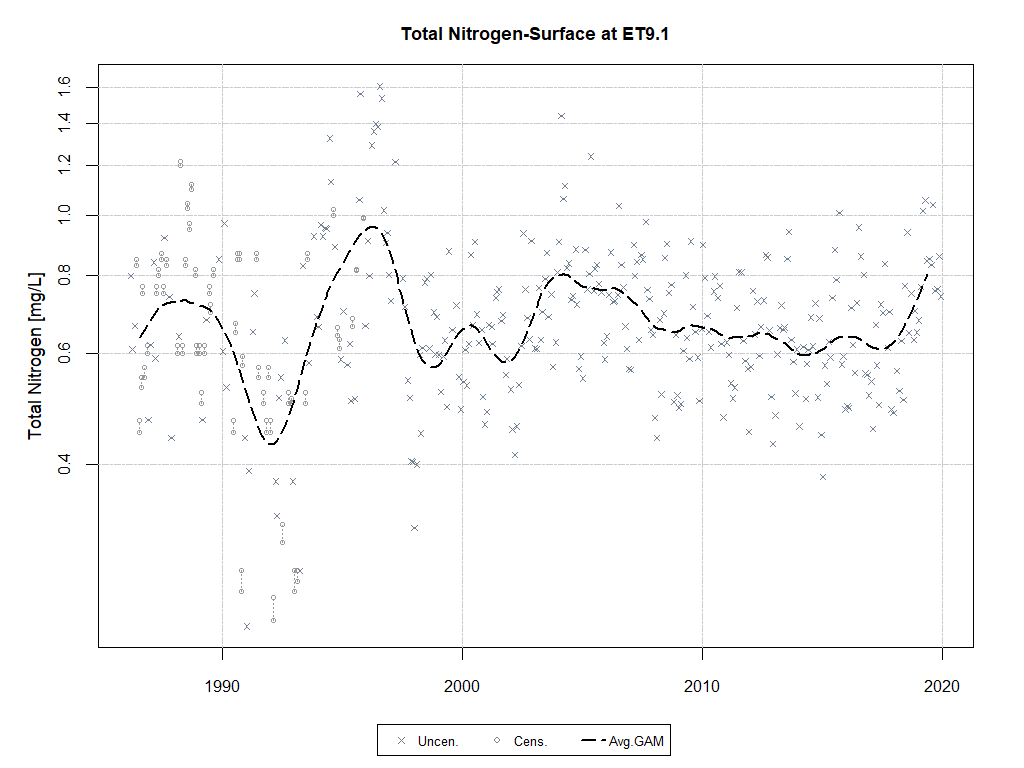 Total Nitrogen-Surface at ET9.1
Total Nitrogen [mg/L]
1.6
1.4
1.2
1.0
0.8
0.6
0.4
1990 2000 2010 2020
Uncen. Cens. Avg.GAM